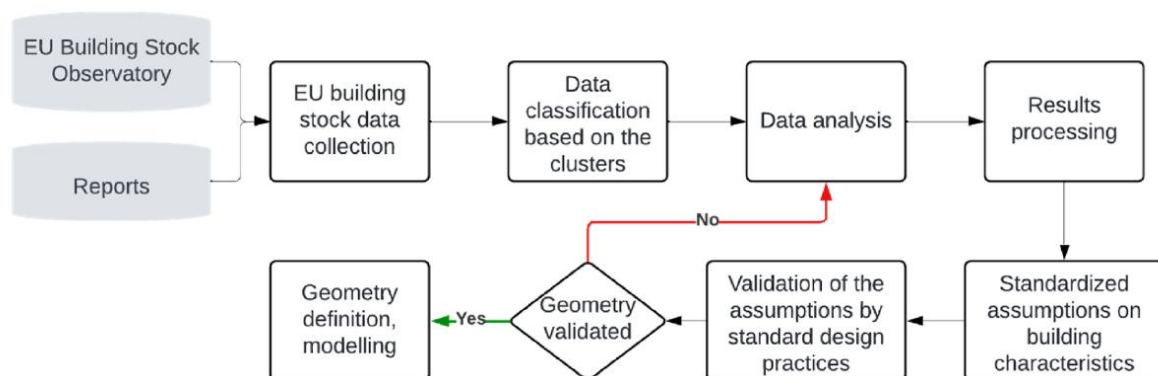 EU Building Stock
Observatory
Reports
EU building
stock data
collection
Data
classification
based on the
clusters
Data analysis
Results
processing
No
Geometry
definition,
modelling
Yes
Geometry
validated
Validation of the
assumptions by
standard design
practices
Standardized
assumptions on
building
characteristics